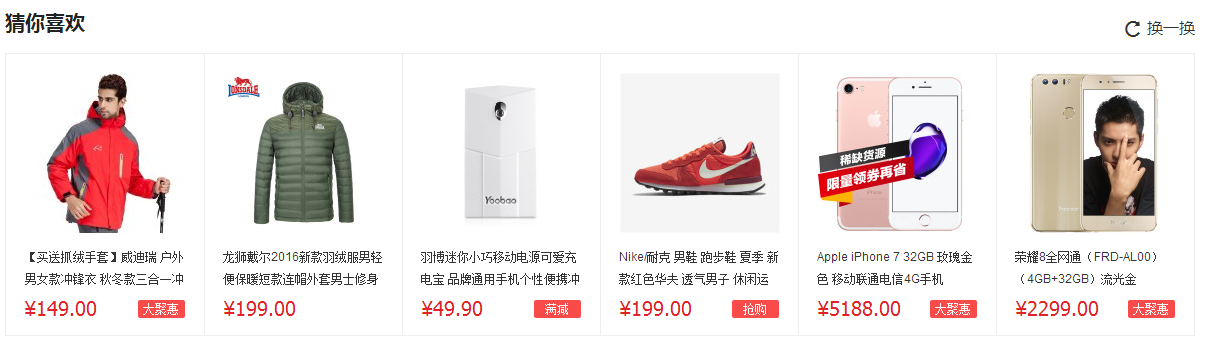 猜你喜欢
换一换
LONSDALE
LONDON
Yoobao
稀缺货源
限量领券再省
【买送抓绒手套】威迪瑞 户外
男女款冲锋衣 秋冬款三合一冲
¥149.00 大聚惠
龙狮戴尔2016新款羽绒服男轻
便保暖短款连帽外套男士修身
¥199.00
羽博迷你小巧移动电源可爱充
电宝 品牌通用手机个性便携冲
¥49.90 满减
Nike/耐克 男鞋 跑步鞋 夏季 新
款红色华夫 透气男子 休闲运
¥199.00 抢购
Apple iPhone 7 32GB 玫瑰金
色 移动联通电信4G手机
¥5188.00 大聚惠
荣耀8全网通（FRD-AL00）
（4GB+32GB）流光金
¥2299.00 大聚惠